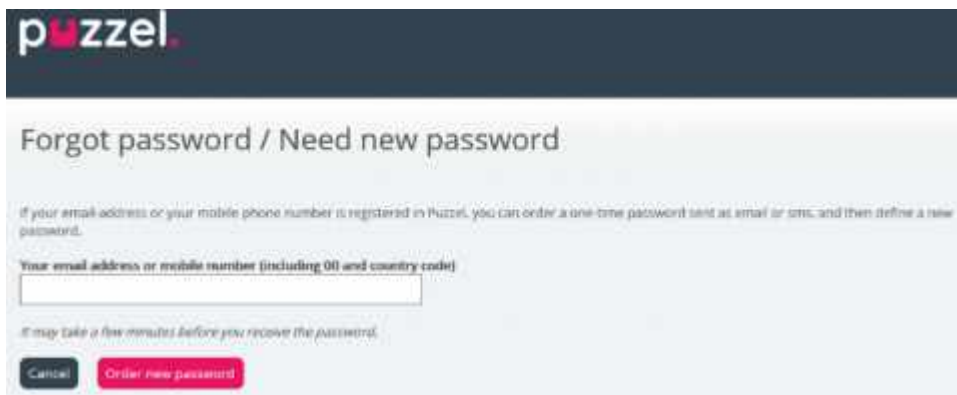 puzzel.
Forgot password / Need new password
If your email address or your mobile phone number is registered in Puzzel, you can order a one-time password sent as email or sms, and then define a new
password.
Your email address or mobile number (including 00 and country code)
It may take a few minutes before you receive the password.
Cancel Order new password